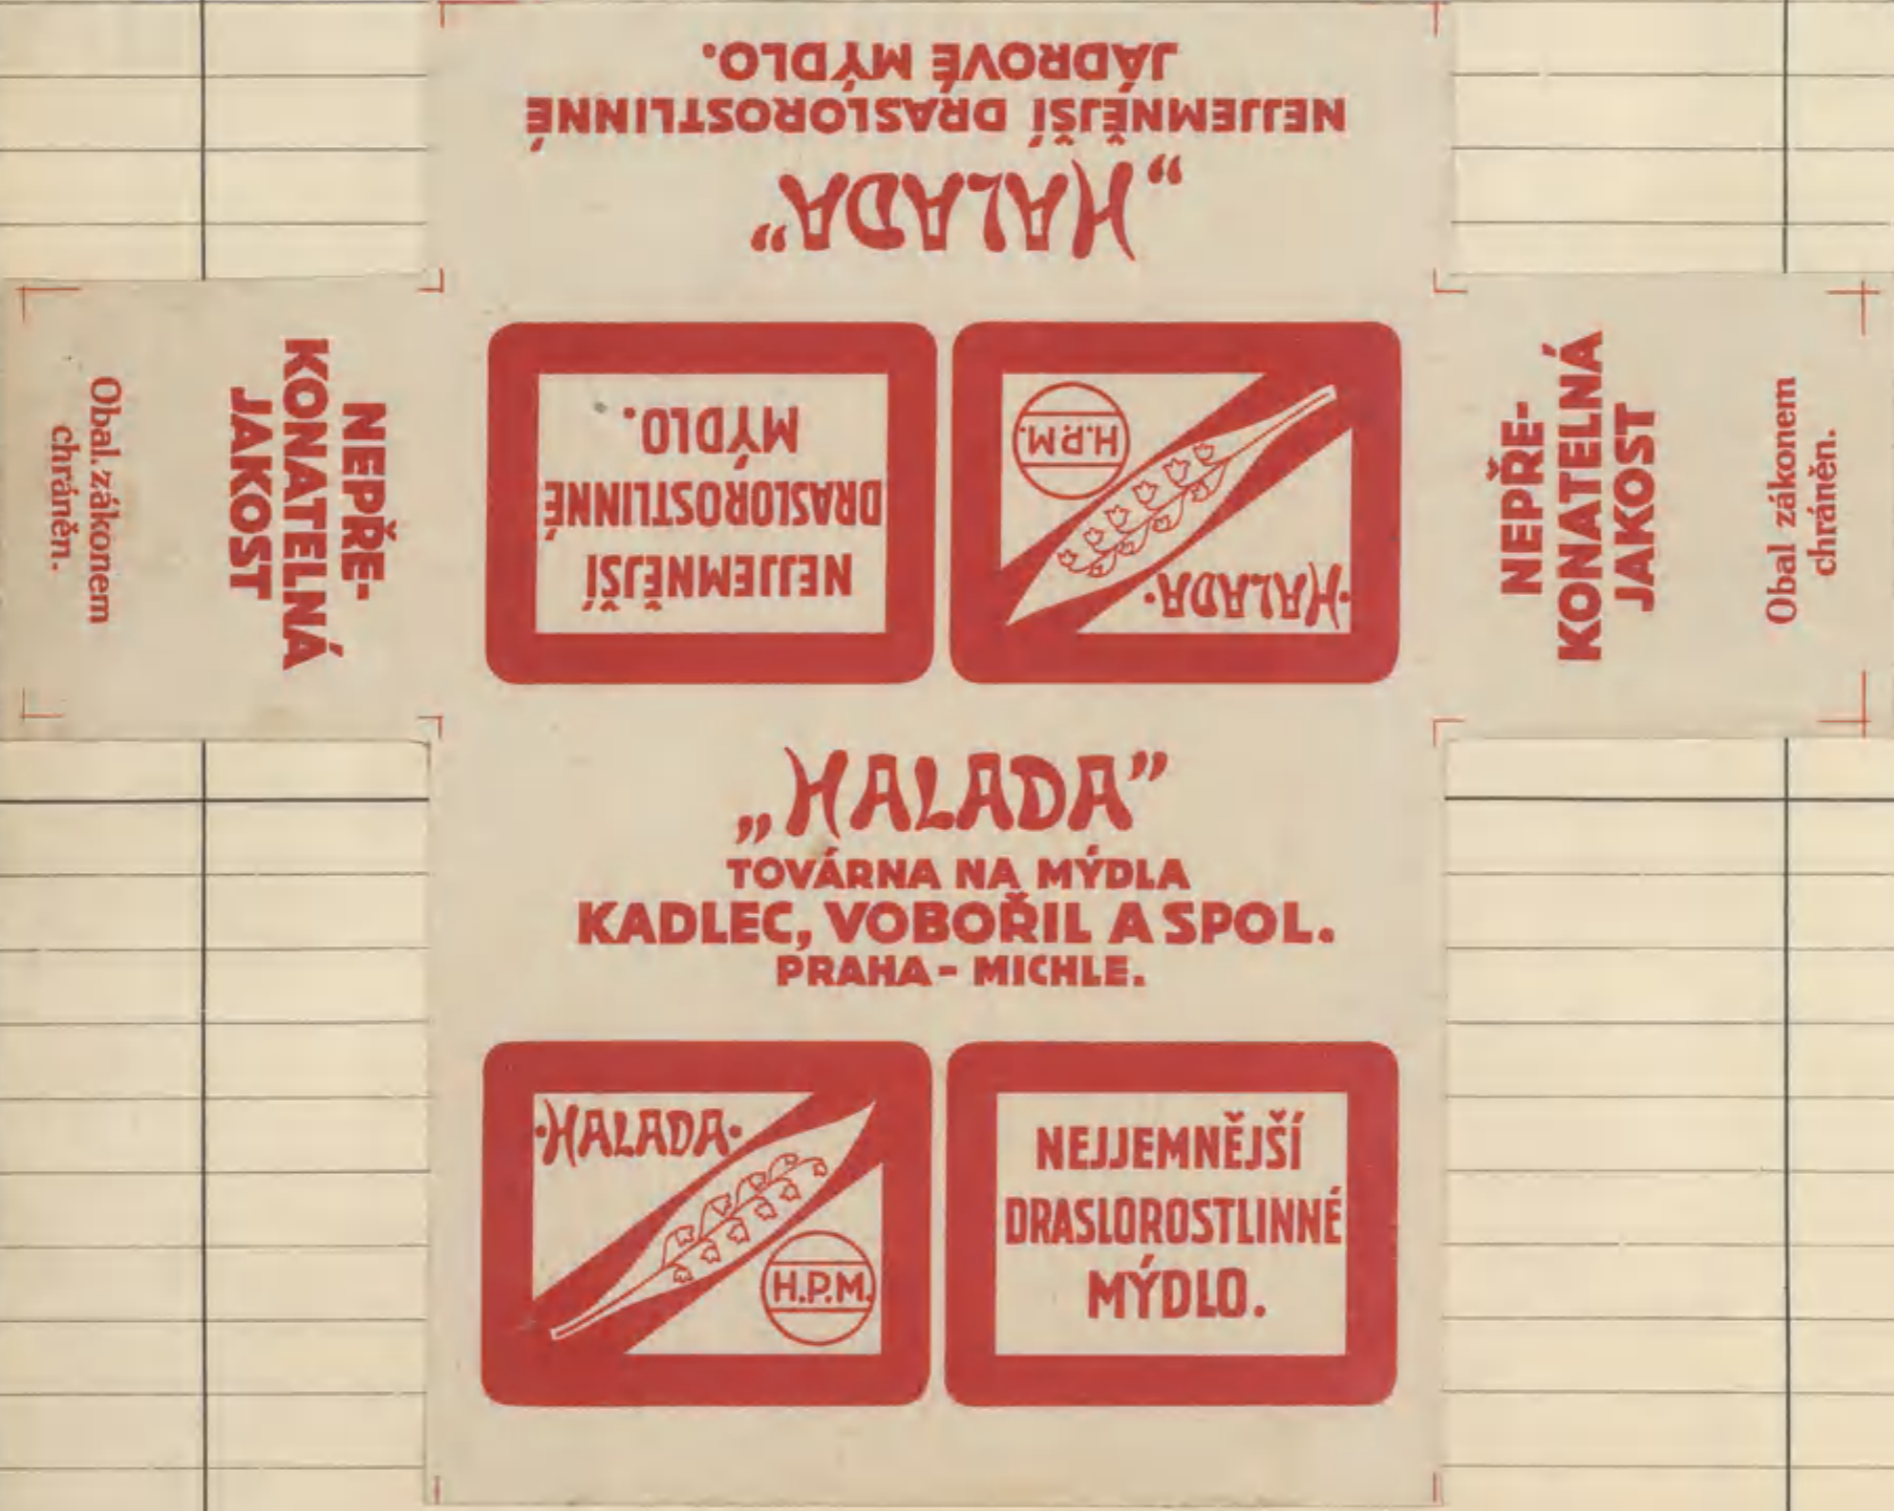 „HALADA"
NEJJEMNĚJŠÍ DRASLOROSTLINNÉ
JÁDROVÉ MÝDLO.
NEJJEMNĚJŠÍ
DRASLOROSTLINNÉ
MÝDLO.
·HALADA·
H.P.M.
NEPŘE-
KONATELNÁ
JAKOST
Obal. zákonem
chráněn.
NEPŘE-
KONATELNÁ
JAKOST
Obal zákonem
chráněn.
„HALADA”
TOVÁRNA NA MÝDLA
KADLEC, VOBOŘIL A SPOL.
PRAHA - MICHLE.
·HALADA·
H.P.M.
NEJJEMNĚJŠÍ
DRASLOROSTLINNÉ
MÝDLO.